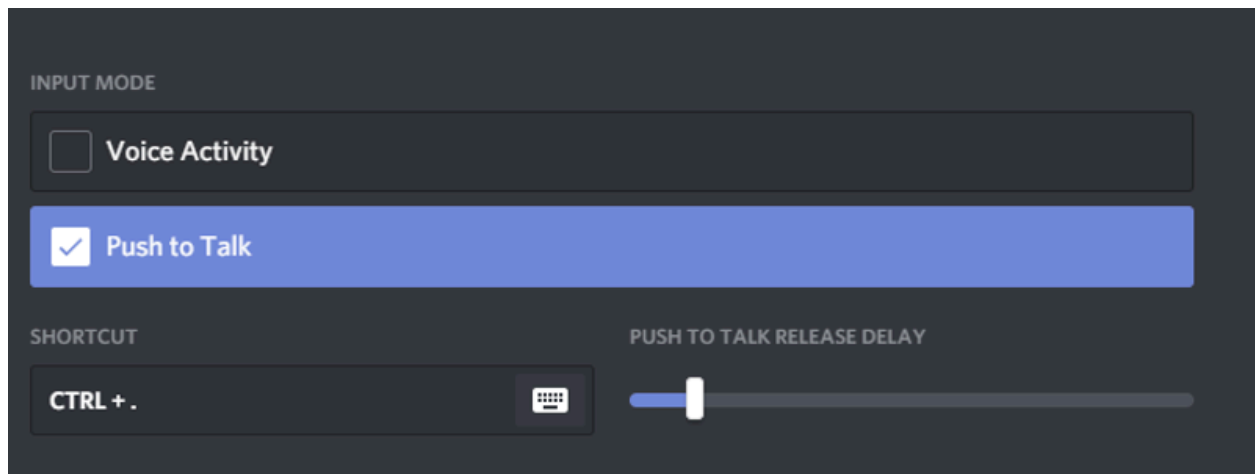 INPUT MODE
Voice Activity
Push to Talk
SHORTCUT
PUSH TO TALK RELEASE DELAY
CTRL + .